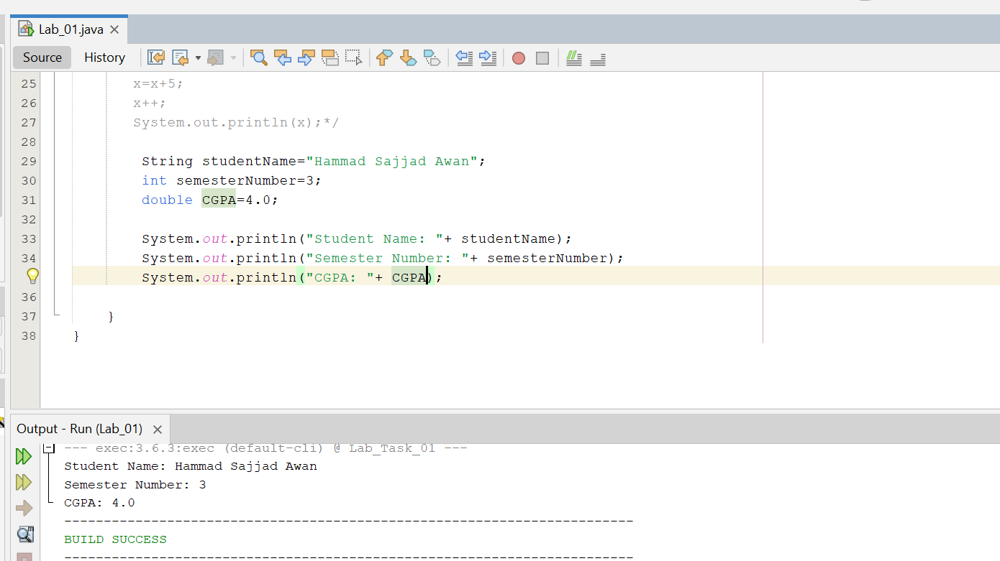 Lab_01.java
Source History
25 x=x+5;
26 x++;
27 System.out.println(x);*/
28
29 String studentName="Hammad Sajjad Awan";
30 int semesterNumber=3;
31 double CGPA=4.0;
32
33 System.out.println("Student Name: "+ studentName);
34 System.out.println("Semester Number: "+ semesterNumber);
System.out.println("CGPA: "+ CGPA);
36
37 }
38 }
Output - Run (Lab_01)
--- exec:3.6.3:exec (default-cli) @ Lab_Task_01 ---
Student Name: Hammad Sajjad Awan
Semester Number: 3
CGPA: 4.0
------------------------------------------------------------------------
BUILD SUCCESS
------------------------------------------------------------------------